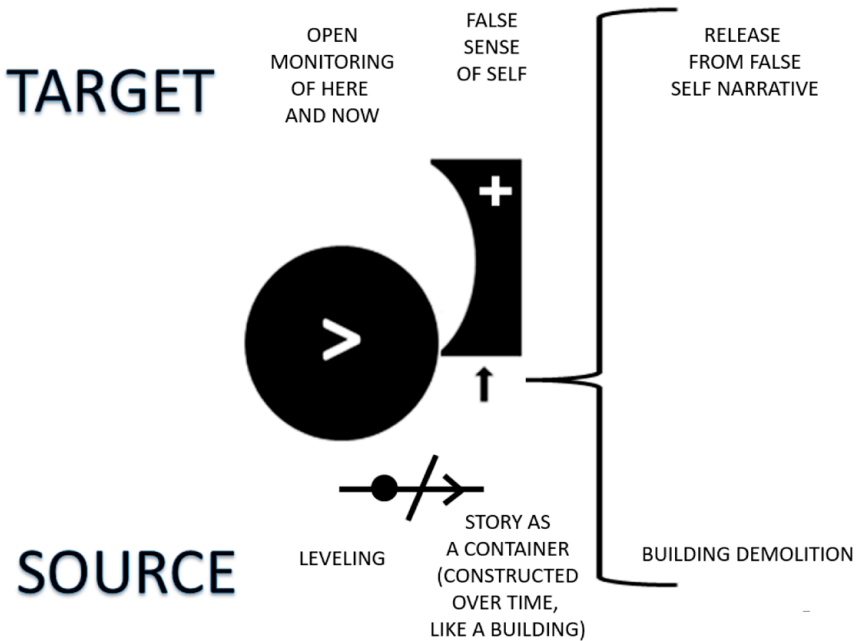 OPEN
MONITORING
OF HERE
AND NOW
FALSE
SENSE
OF SELF
RELEASE
FROM FALSE
SELF NARRATIVE
TARGET
+
>
SOURCE
LEVELING
STORY AS
A CONTAINER
(CONSTRUCTED
OVER TIME,
LIKE A BUILDING)
BUILDING DEMOLITION